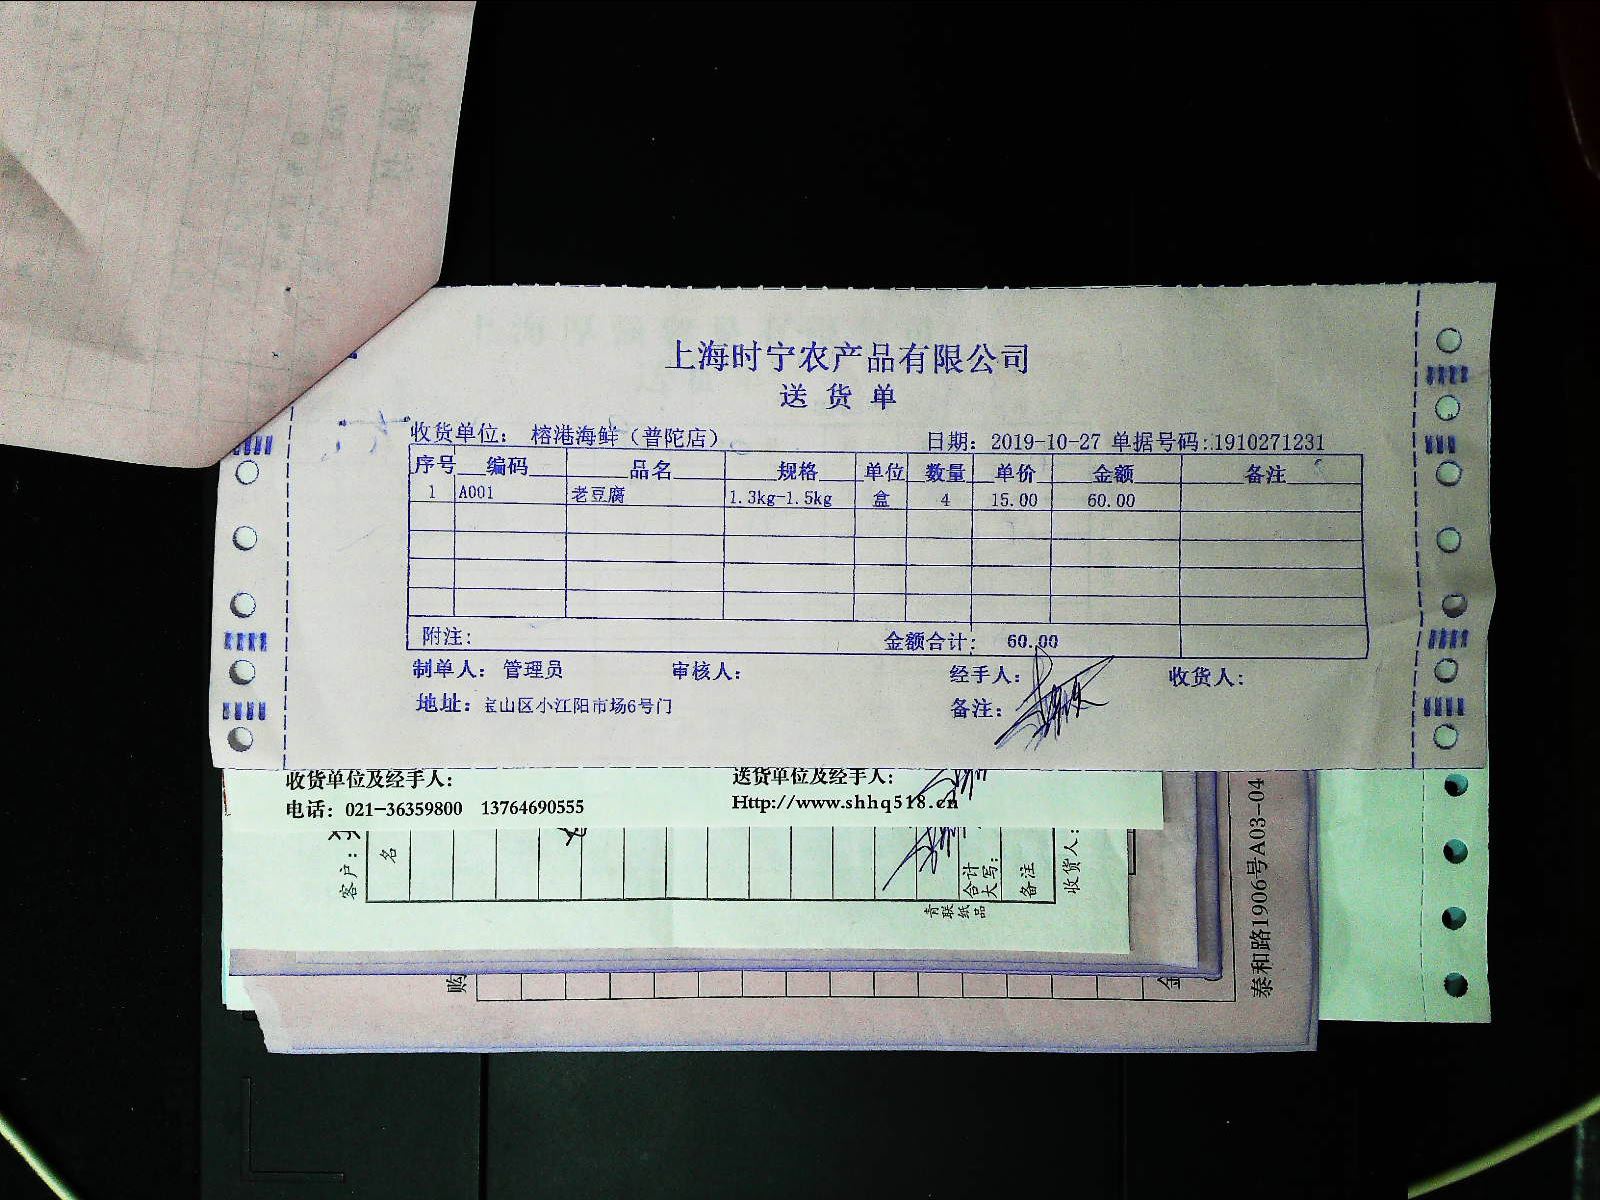 上海时宁农产品有限公司
送 货 单
收货单位: 榕港海鲜（普陀店） 日期: 2019-10-27 单据号码:1910271231
序号 编码 品名 规格 单位 数量 单价 金额 备注
1 A001 老豆腐 1.3kg-1.5kg 盒 4 15.00 60.00
附注: 金额合计: 60.00
制单人: 管理员 审核人: 经手人: 收货人:
地址: 宝山区小江阳市场6号门 备注:
收货单位及经手人: 送货单位及经手人:
电话: 021-36359800 13764690555 Http://www.shhq518.cn
客户:
名
合计
大写:
备注
收货人:
青联纸品
购
金
泰和路1906号A03-04